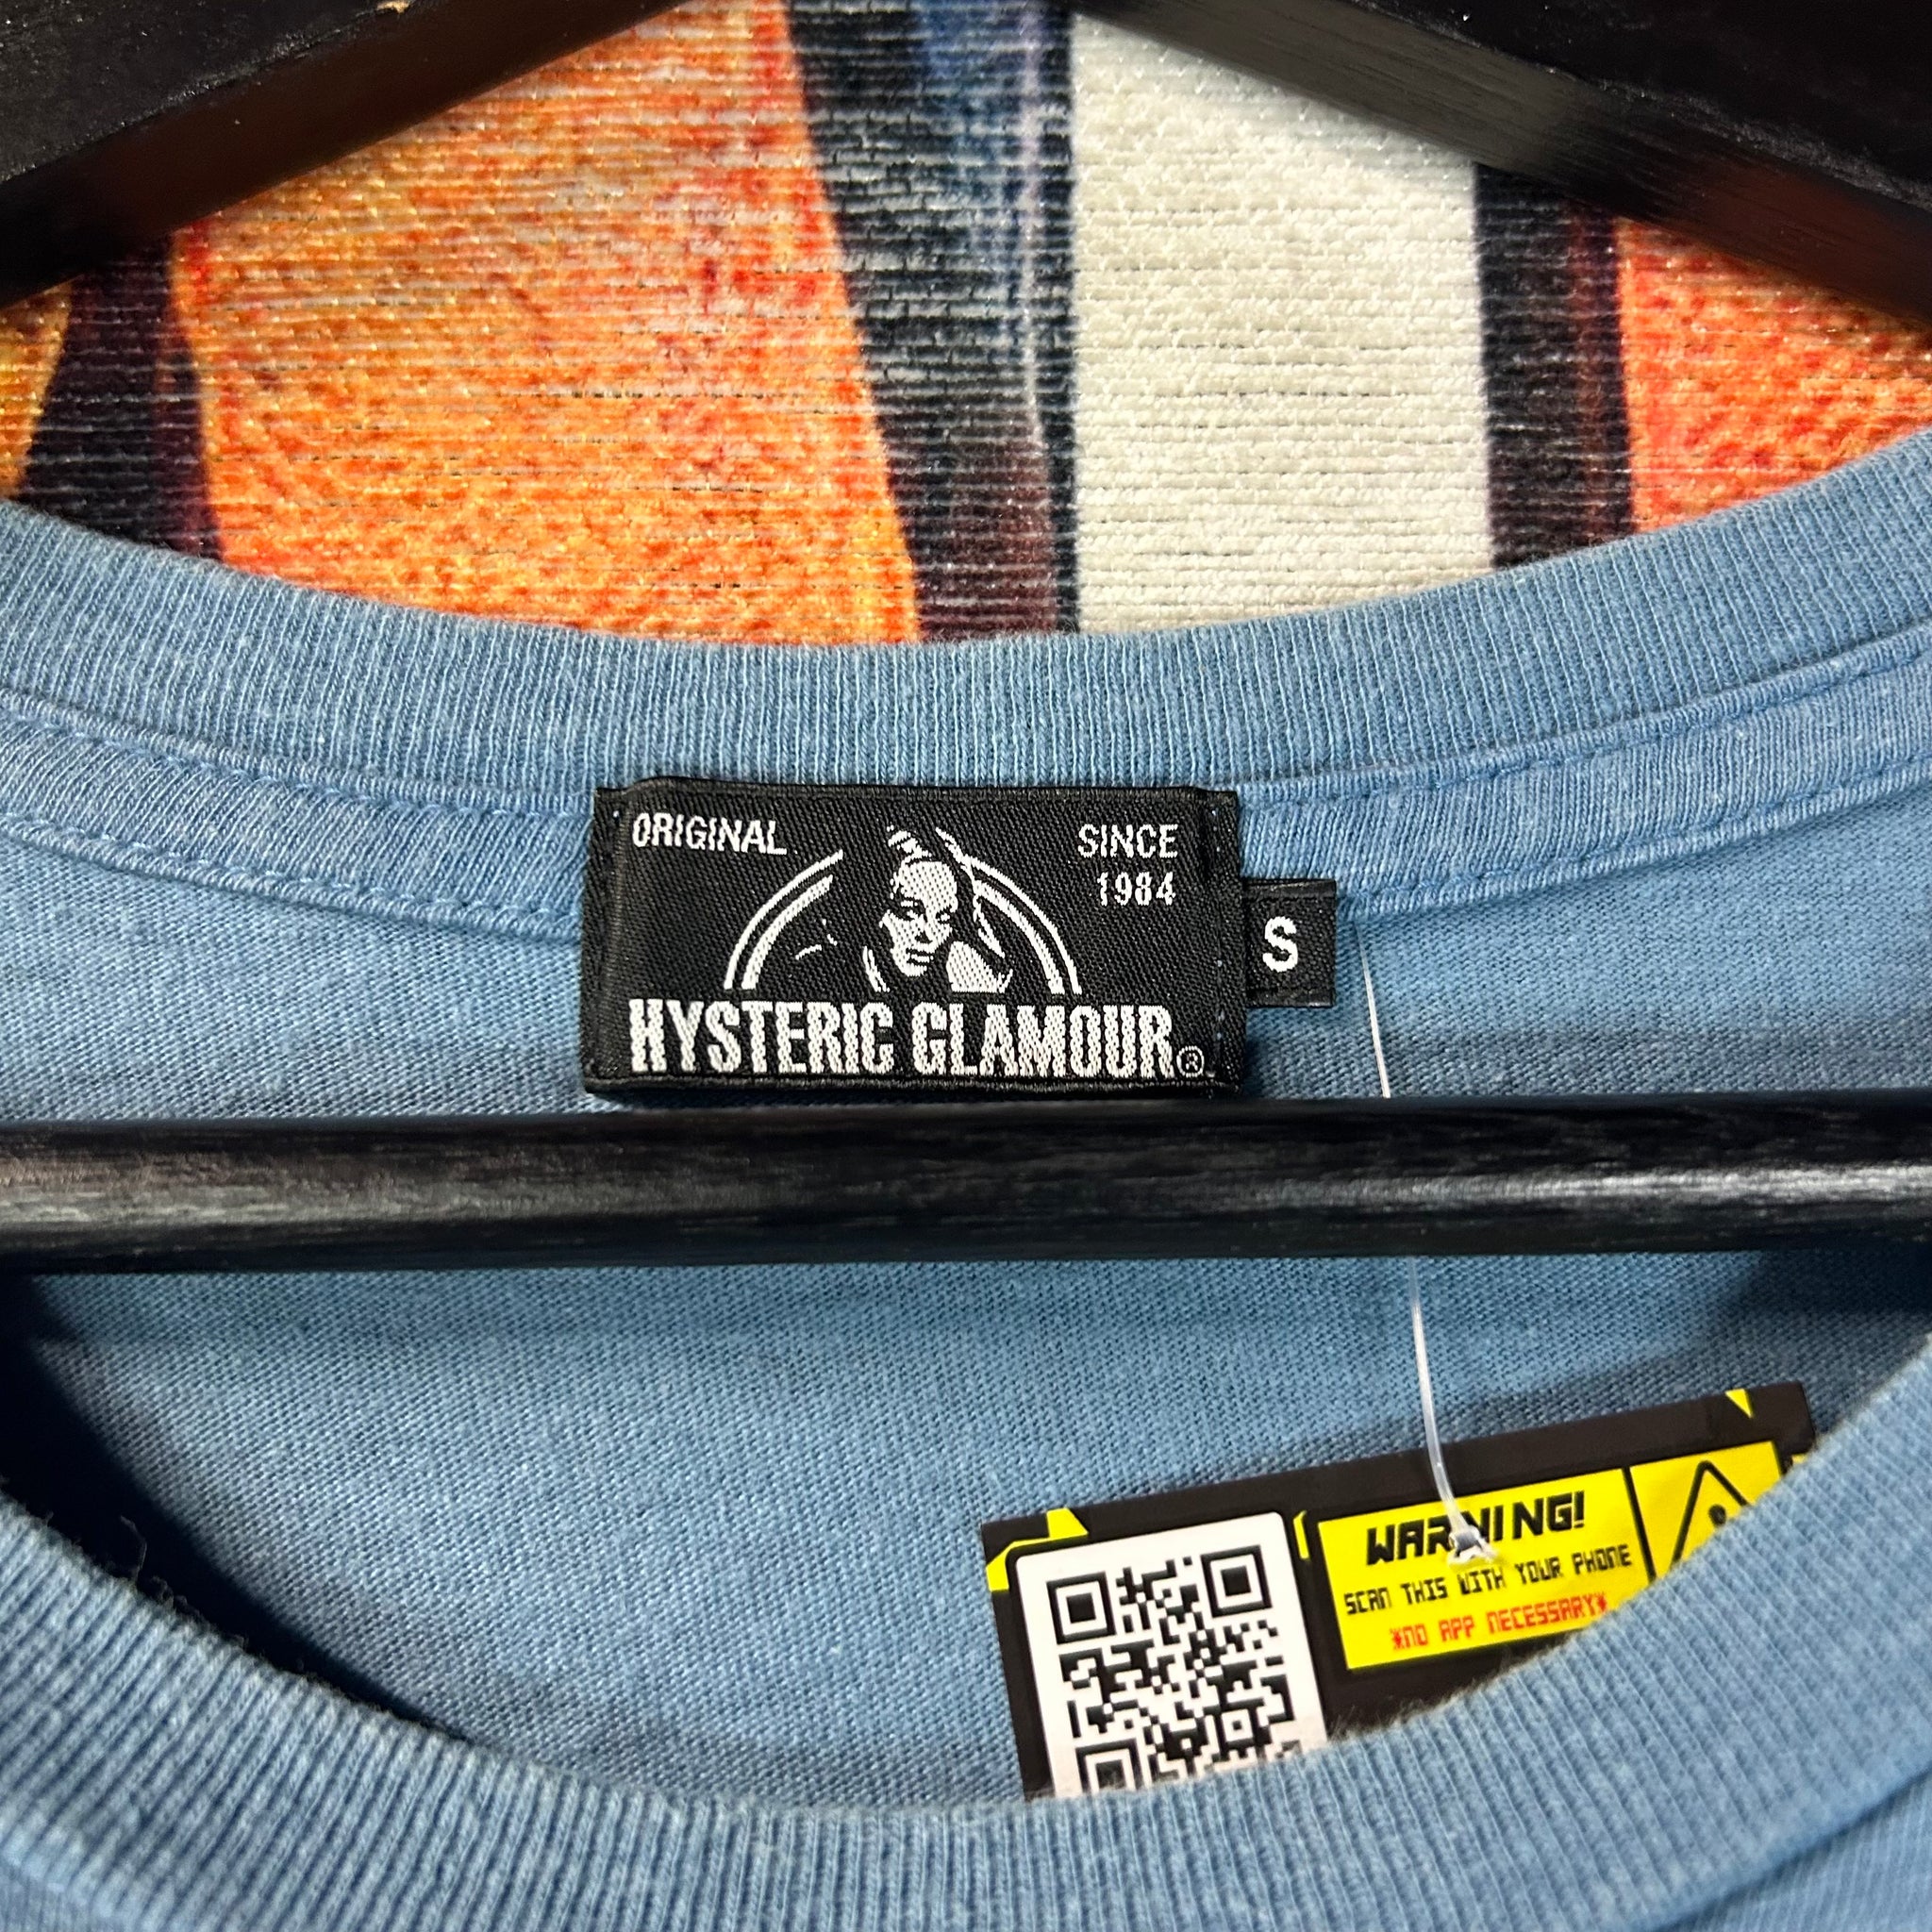 ORIGINAL
SINCE
1984
S
HYSTERIC GLAMOUR®
WARNING!
SCAN THIS WITH YOUR PHONE
*NO APP NECESSARY*